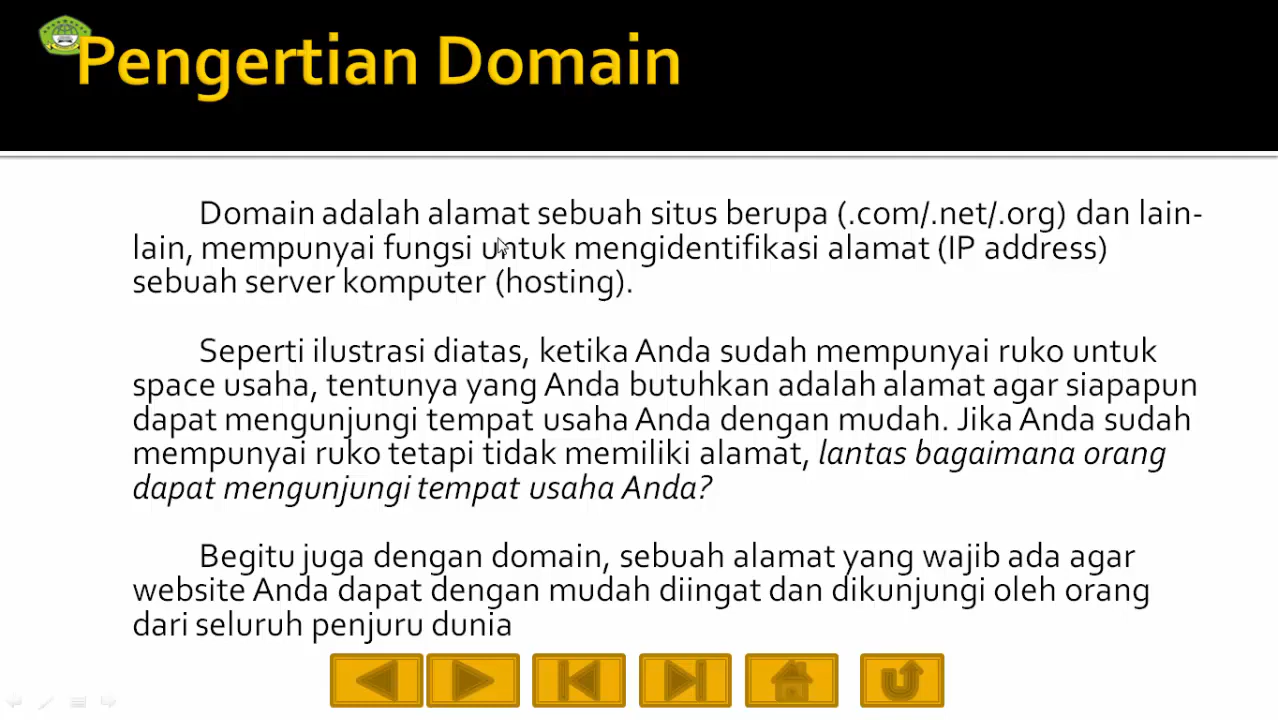 Pengertian Domain
Domain adalah alamat sebuah situs berupa (.com/.net/.org) dan lain-
lain, mempunyai fungsi untuk mengidentifikasi alamat (IP address)
sebuah server komputer (hosting).
Seperti ilustrasi diatas, ketika Anda sudah mempunyai ruko untuk
space usaha, tentunya yang Anda butuhkan adalah alamat agar siapapun
dapat mengunjungi tempat usaha Anda dengan mudah. Jika Anda sudah
mempunyai ruko tetapi tidak memiliki alamat, lantas bagaimana orang
dapat mengunjungi tempat usaha Anda?
Begitu juga dengan domain, sebuah alamat yang wajib ada agar
website Anda dapat dengan mudah diingat dan dikunjungi oleh orang
dari seluruh penjuru dunia